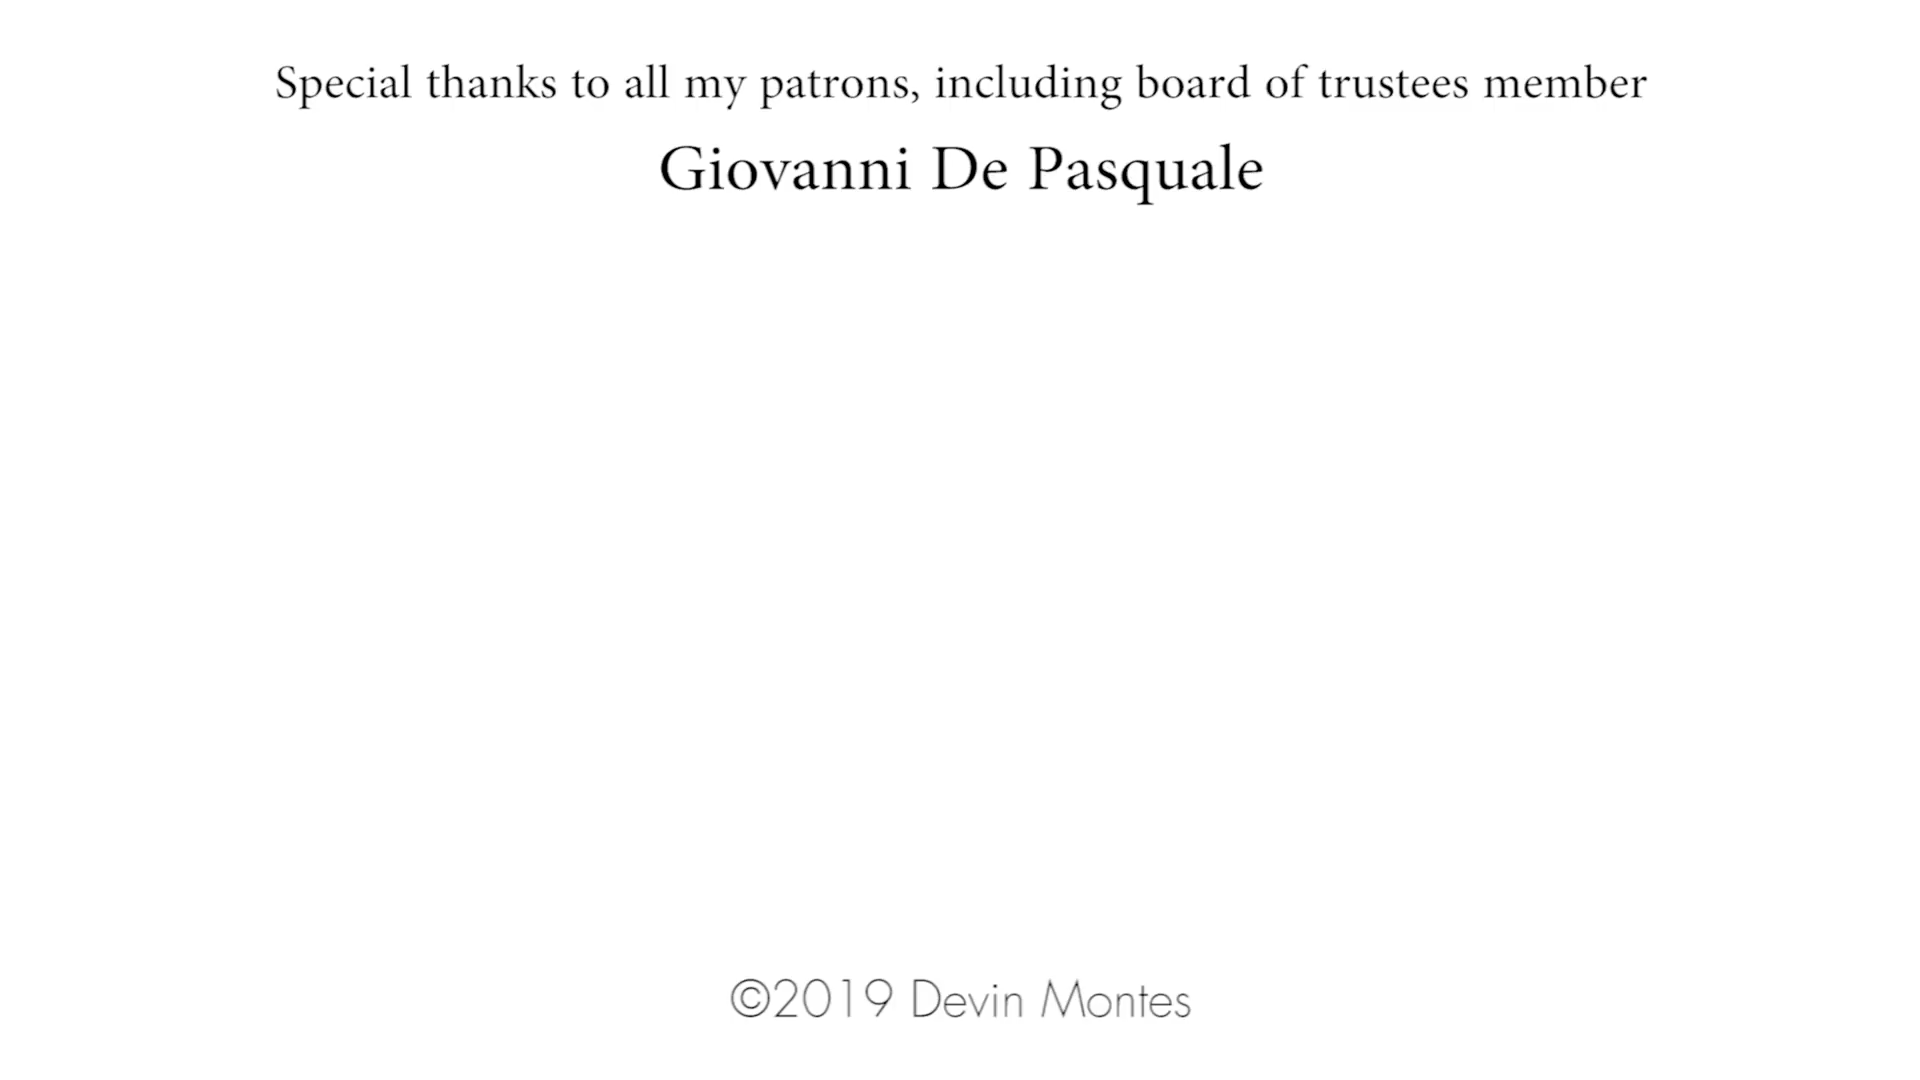 Special thanks to all my patrons, including board of trustees member
Giovanni De Pasquale
©2019 Devin Montes